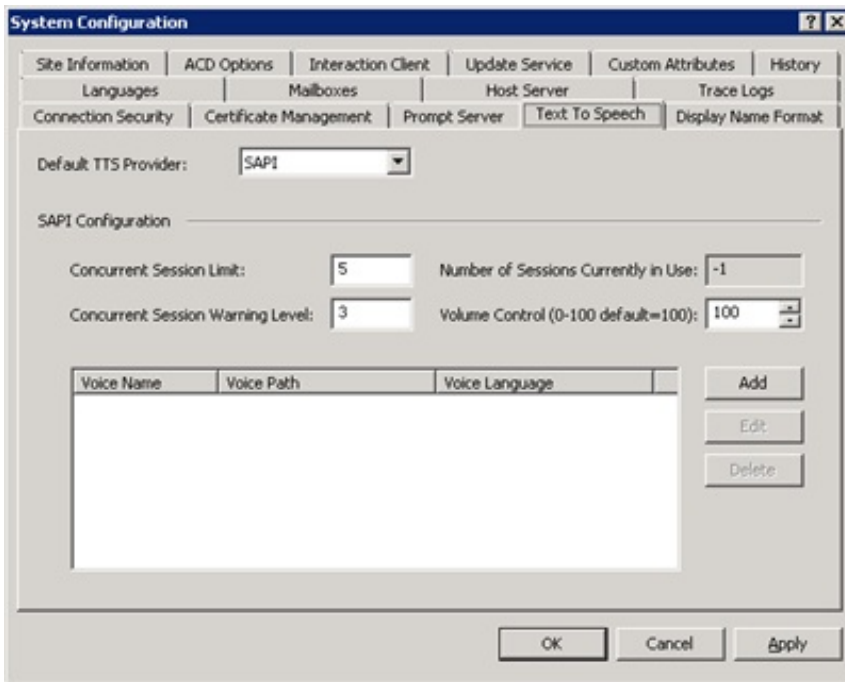 System Configuration
Site Information ACD Options Interaction Client Update Service Custom Attributes History
Languages Mailboxes Host Server Trace Logs
Connection Security Certificate Management Prompt Server Text To Speech Display Name Format
Default TTS Provider: SAPI
SAPI Configuration
Concurrent Session Limit: 5 Number of Sessions Currently in Use: -1
Concurrent Session Warning Level: 3 Volume Control (0-100 default=100): 100
Voice Name Voice Path Voice Language Add
Edit
Delete
OK Cancel Apply